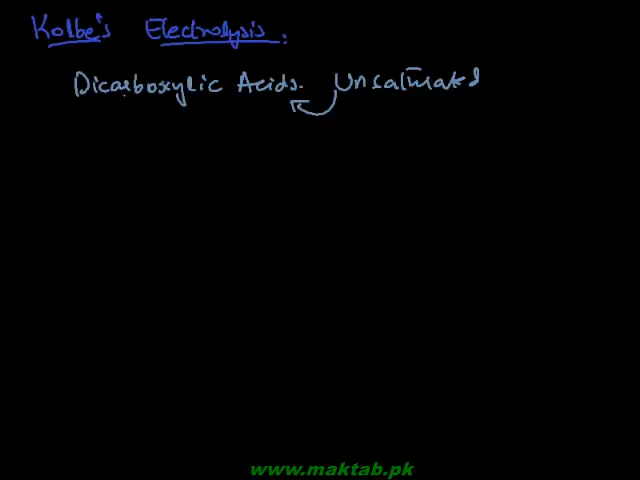 Kolbe's Electrolysis.
Dicarboxylic Acids. Unsaturated
www.maktab.pk